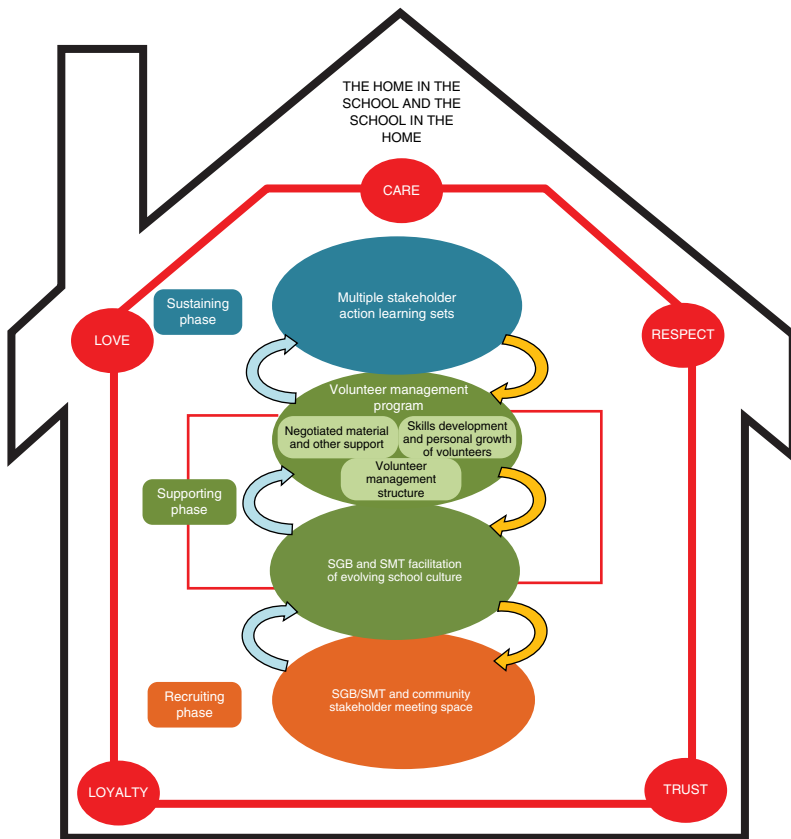 THE HOME IN THE
SCHOOL AND THE
SCHOOL IN THE
HOME
CARE
Sustaining
phase
Multiple stakeholder
action learning sets
LOVE
RESPECT
Volunteer management
program
Negotiated material
and other support
Skills development
and personal growth
of volunteers
Volunteer
management
structure
Supporting
phase
SGB and SMT facilitation
of evolving school culture
Recruiting
phase
SGB/SMT and community
stakeholder meeting space
LOYALTY
TRUST